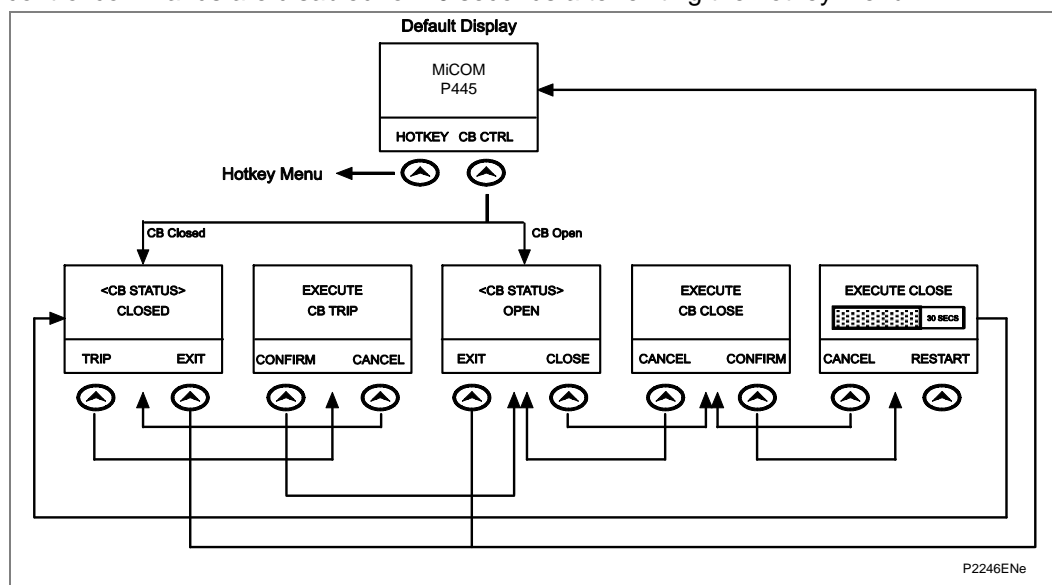 Default Display
MiCOM
P445
HOTKEY CB CTRL
Hotkey Menu
CB Closed
CB Open
<CB STATUS>
CLOSED
TRIP EXIT
EXECUTE
CB TRIP
CONFIRM CANCEL
<CB STATUS>
OPEN
EXIT CLOSE
EXECUTE
CB CLOSE
CANCEL CONFIRM
EXECUTE CLOSE
30 SECS
CANCEL RESTART
P2246ENe